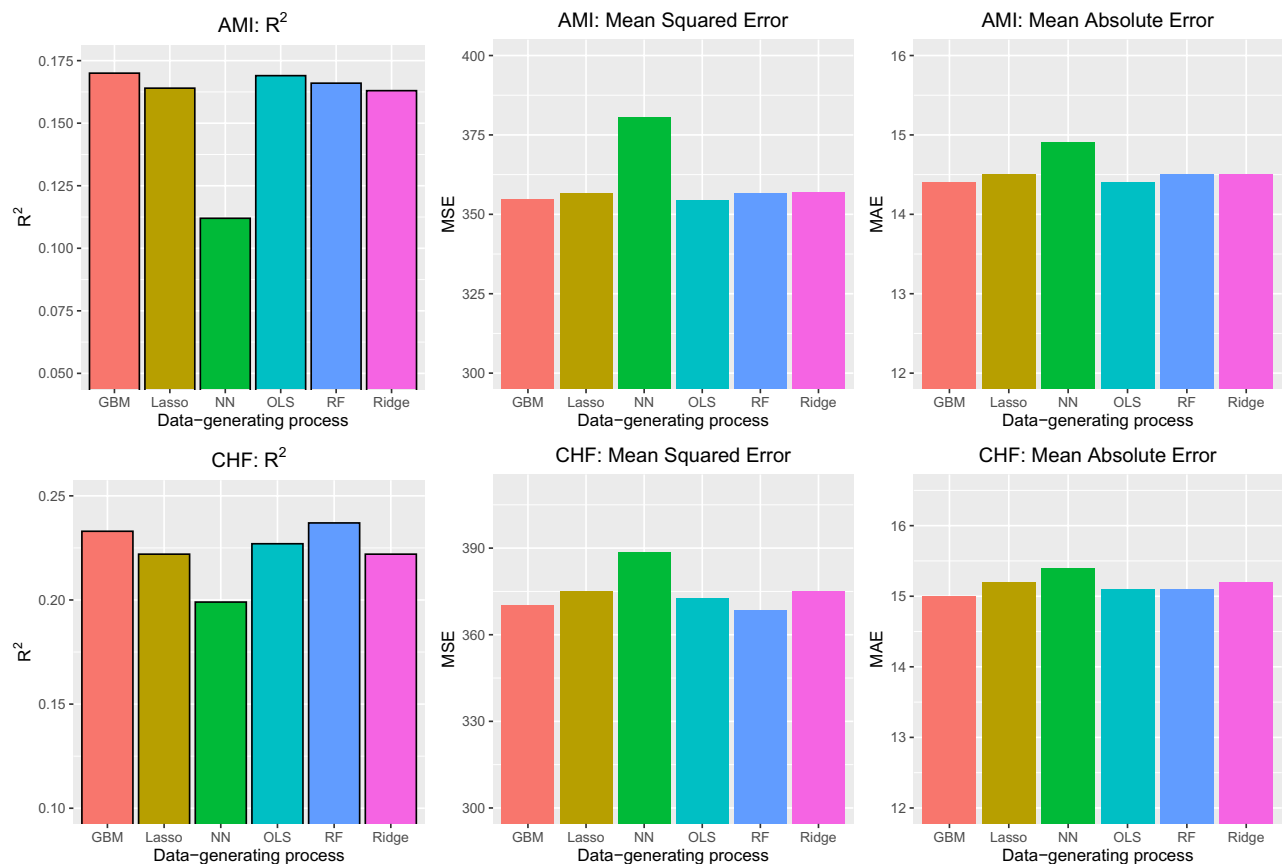 AMI: R²
0.175
0.150
0.125
0.100
0.075
0.050
R²
GBM Lasso NN OLS RF Ridge
Data−generating process
AMI: Mean Squared Error
400
375
350
325
300
MSE
GBM Lasso NN OLS RF Ridge
Data−generating process
AMI: Mean Absolute Error
16
15
14
13
12
MAE
GBM Lasso NN OLS RF Ridge
Data−generating process
CHF: R²
0.25
0.20
0.15
0.10
R²
GBM Lasso NN OLS RF Ridge
Data−generating process
CHF: Mean Squared Error
390
360
330
300
MSE
GBM Lasso NN OLS RF Ridge
Data−generating process
CHF: Mean Absolute Error
16
15
14
13
12
MAE
GBM Lasso NN OLS RF Ridge
Data−generating process